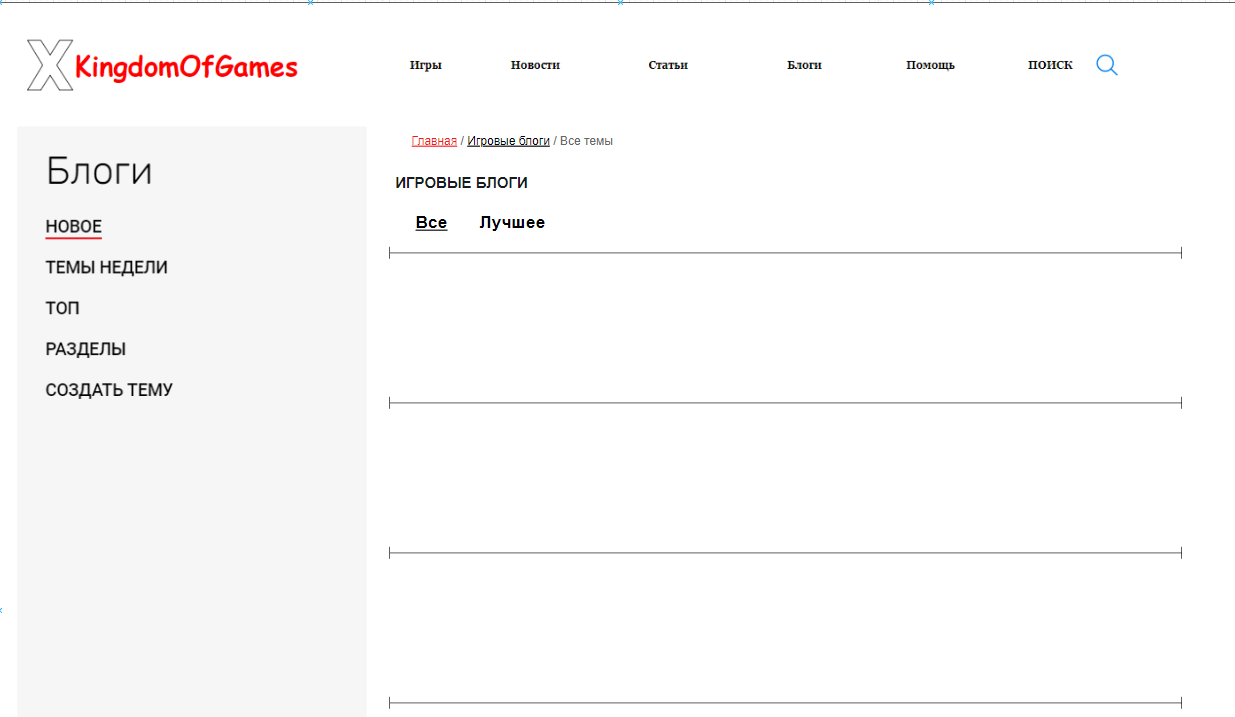 X KingdomOfGames Игры Новости Статьи Блоги Помощь ПОИСК
Блоги
НОВОЕ
ТЕМЫ НЕДЕЛИ
ТОП
РАЗДЕЛЫ
СОЗДАТЬ ТЕМУ
Главная / Игровые блоги / Все темы
ИГРОВЫЕ БЛОГИ
Все Лучшее